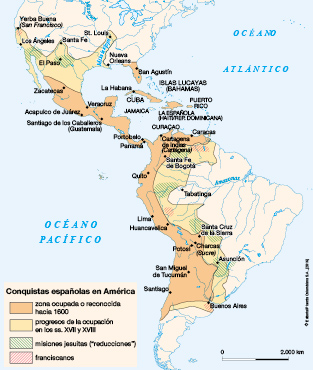 Yerba Buena
(San Francisco)
Los Ángeles
Santa Fe
St. Louis
El Paso
Nueva
Orleans
San Agustín
OCÉANO
ATLÁNTICO
Zacatecas
La Habana
ISLAS LUCAYAS
(BAHAMAS)
CUBA
PUERTO
RICO
JAMAICA
LA ESPAÑOLA
(HAITÍ/REP. DOMINICANA)
Veracruz
Acapulco de Juárez
Santiago de los Caballeros
(Guatemala)
CURAÇAO
Portobelo
Panamá
Cartagena
de Indias
(Cartagena)
Caracas
Santa Fe
de Bogotá
Quito
Amazonas
Tabatinga
OCÉANO
PACÍFICO
Lima
Huancavelica
Santa Cruz
de la Sierra
Potosí
Charcas
(Sucre)
Asunción
San Miguel
de Tucumán
Santiago
Buenos Aires
Conquistas españolas en América
zona ocupada o reconocida
hacia 1600
progresos de la ocupación
en los ss. XVII y XVIII
misiones jesuitas ("reducciones")
franciscanos
2.000 km